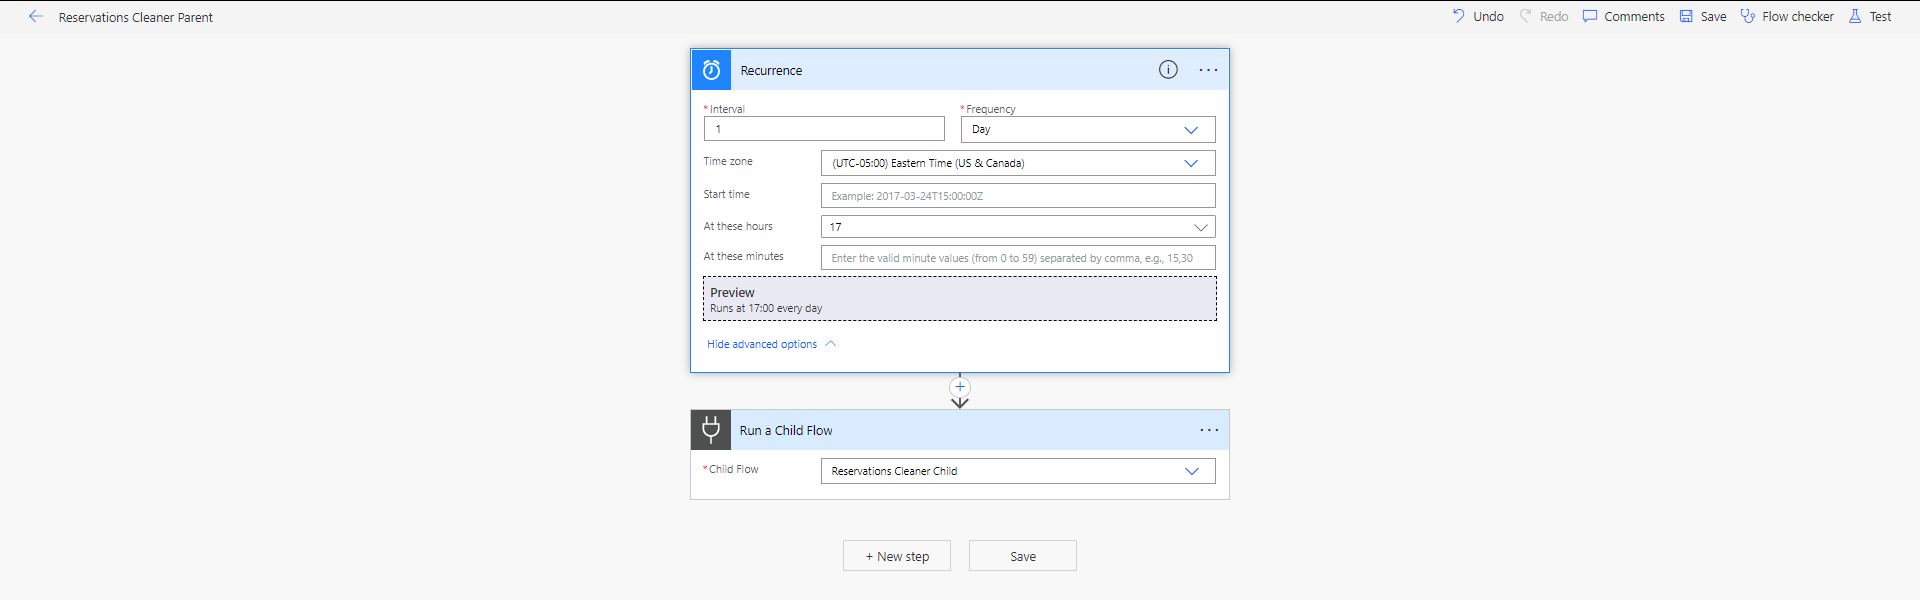 Reservations Cleaner Parent
Undo Redo Comments Save Flow checker Test
Recurrence
*Interval
1
*Frequency
Day
Time zone
(UTC-05:00) Eastern Time (US & Canada)
Start time
Example: 2017-03-24T15:00:00Z
At these hours
17
At these minutes
Enter the valid minute values (from 0 to 59) separated by comma, e.g., 15,30
Preview
Runs at 17:00 every day
Hide advanced options
Run a Child Flow
*Child Flow
Reservations Cleaner Child
+ New step
Save